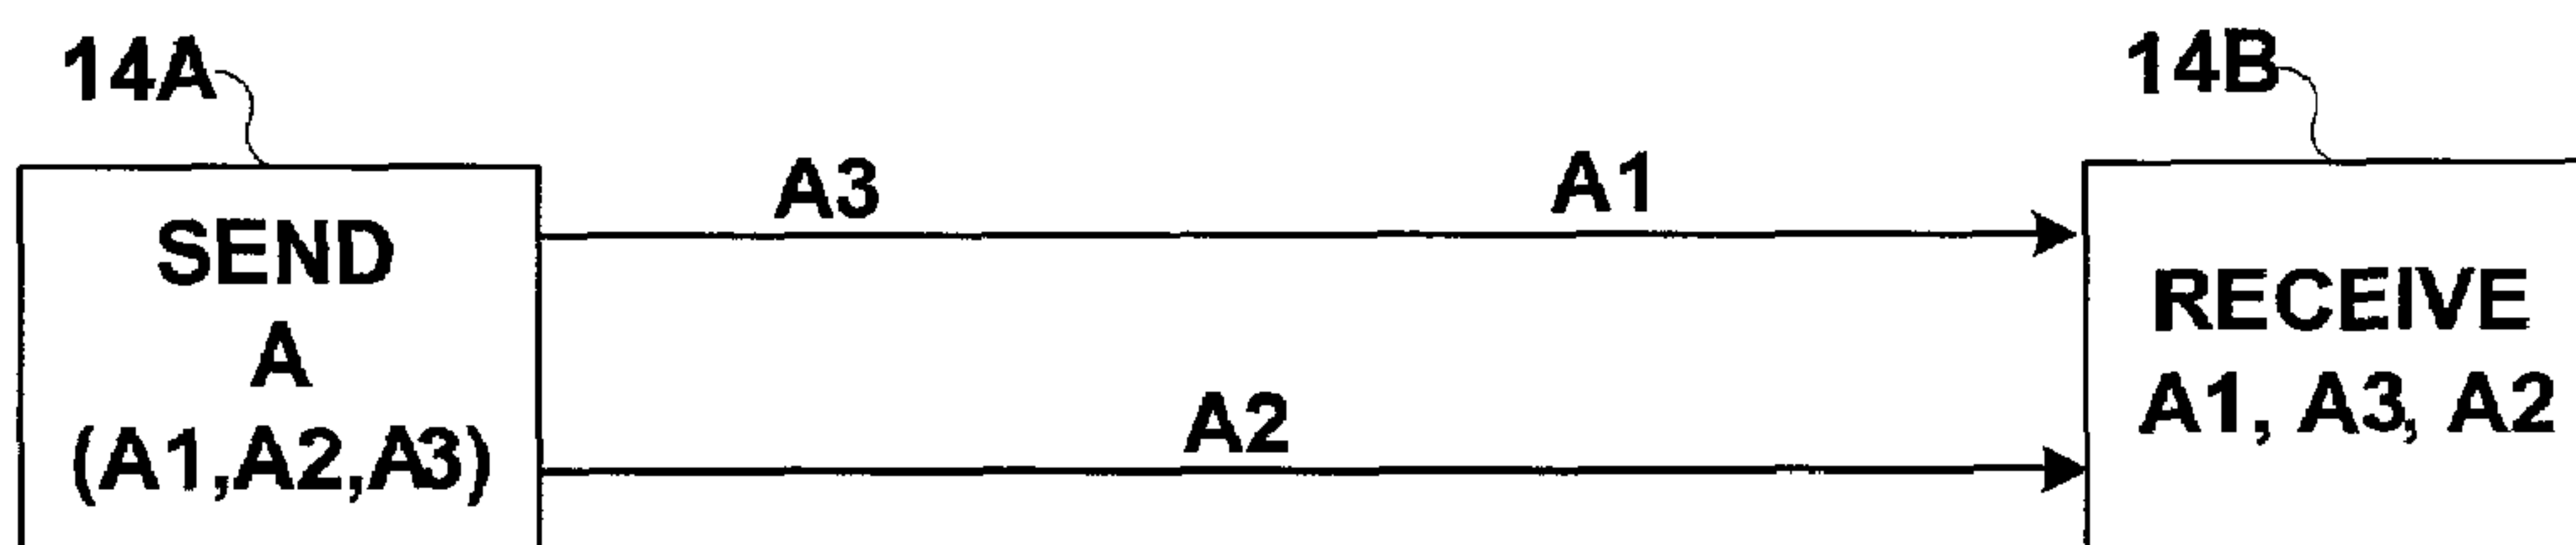 14A
14B
A3
A1
SEND
A
(A1,A2,A3)
A2
RECEIVE
A1, A3, A2